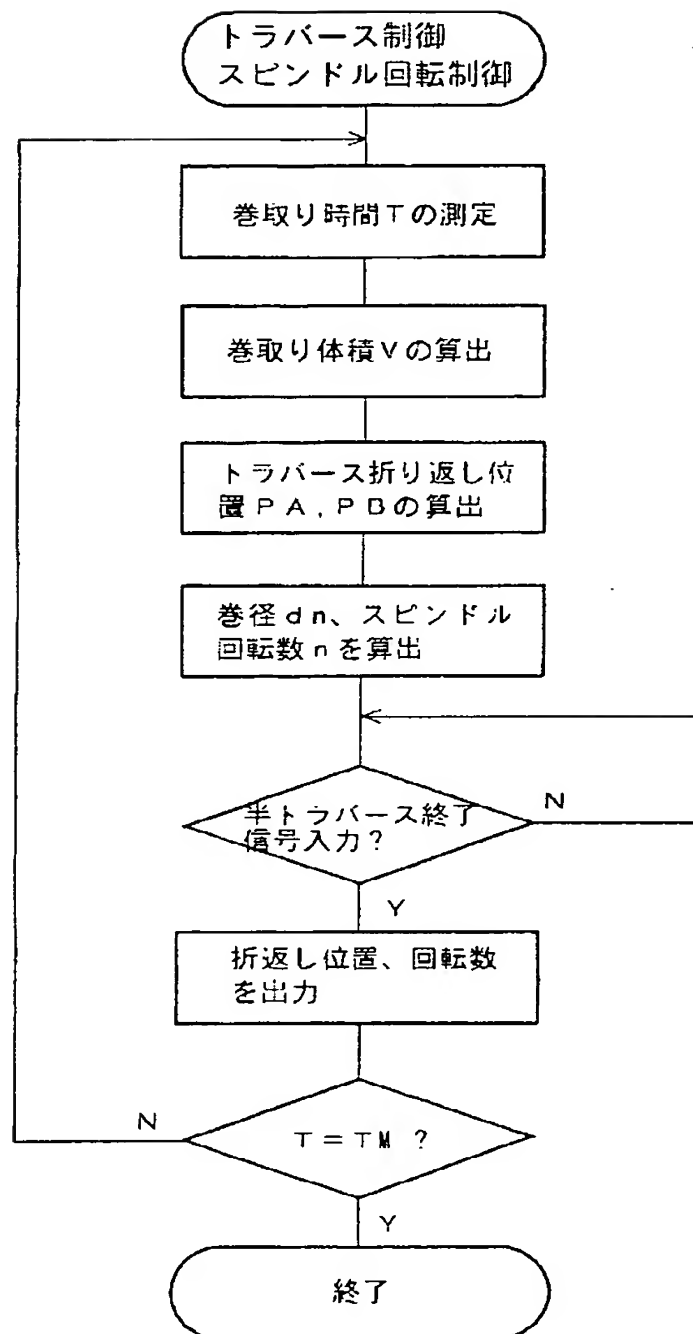 トラバース制御
スピンドル回転制御
巻取り時間Tの測定
巻取り体積Vの算出
トラバース折り返し位
置PA，PBの算出
巻径dn、スピンドル
回転数nを算出
半トラバース終了
信号入力？
N
Y
折返し位置、回転数
を出力
N
T＝TM ？
Y
終了